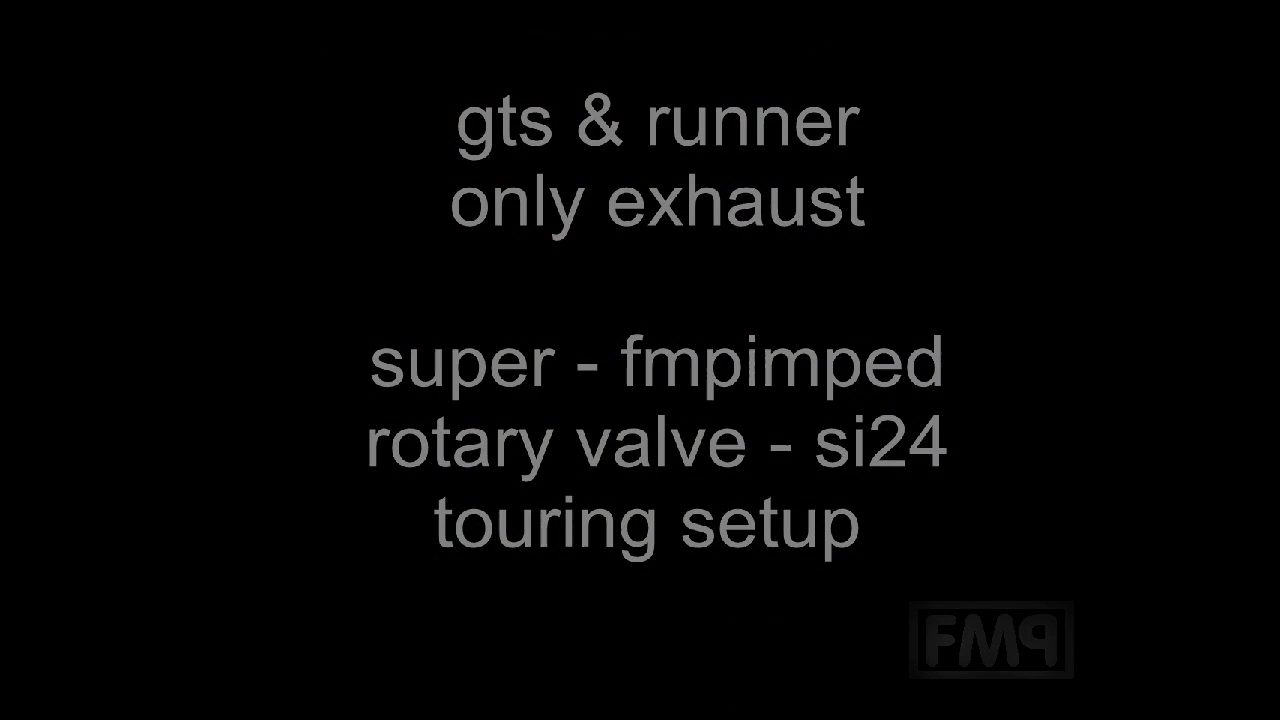 gts & runner
only exhaust
super - fmpimped
rotary valve - si24
touring setup
FMP